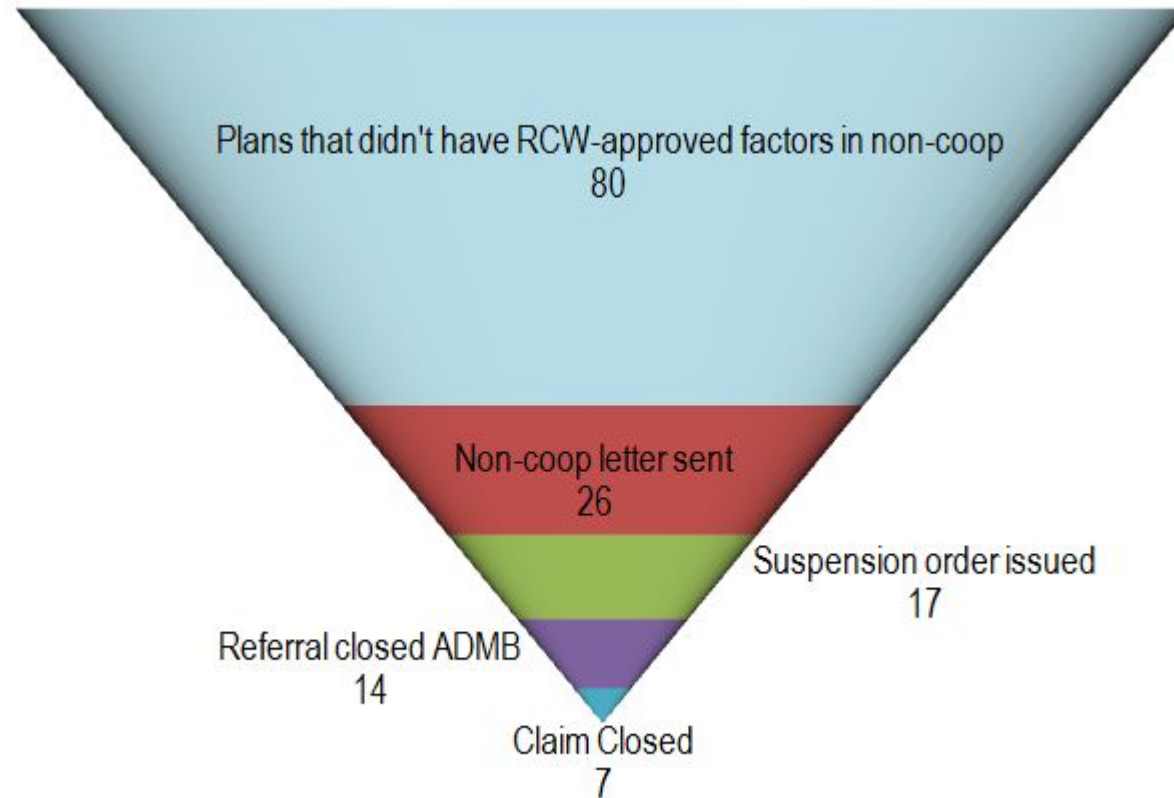 Plans that didn't have RCW-approved factors in non-coop
80
Non-coop letter sent
26
Suspension order issued
17
Referral closed ADMB
14
Claim Closed
7